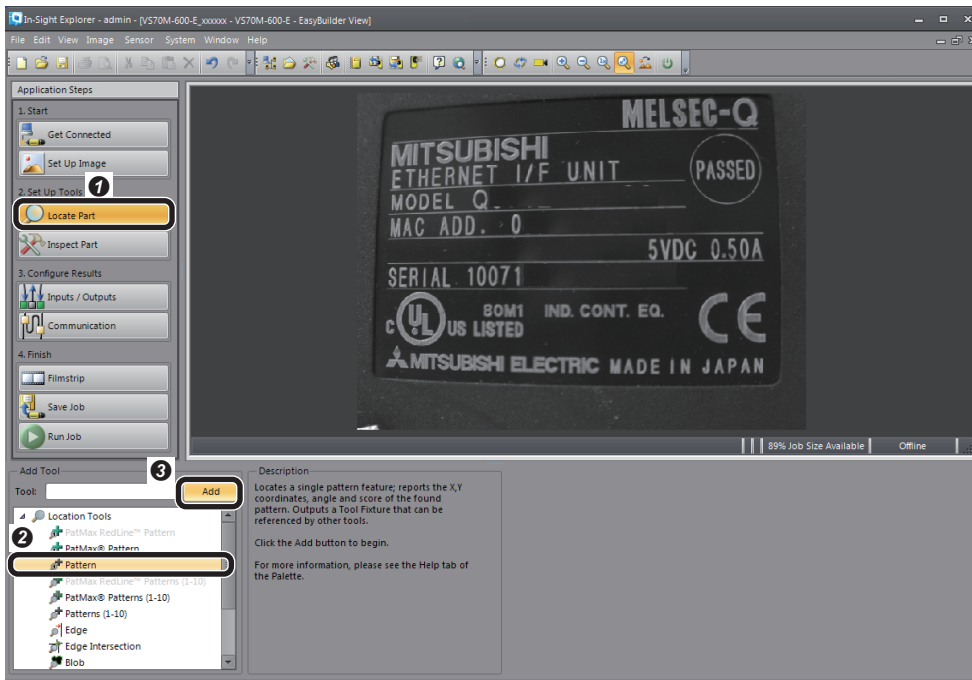 In-Sight Explorer - admin - [VS70M-600-E_xxxxxx - VS70M-600-E - EasyBuilder View]
File Edit View Image Sensor System Window Help
Application Steps
1. Start
Get Connected
Set Up Image
2. Set Up Tools
1
Locate Part
Inspect Part
3. Configure Results
Inputs / Outputs
Communication
4. Finish
Filmstrip
Save Job
Run Job
MELSEC-Q
MITSUBISHI
ETHERNET I/F UNIT
PASSED
MODEL Q
MAC ADD. 0
5VDC 0.50A
SERIAL 10071
C UL US LISTED
80M1 IND. CONT. EQ.
CE
MITSUBISHI ELECTRIC MADE IN JAPAN
89% Job Size Available
Offline
Add Tool
3
Tool:
Add
Location Tools
2
PatMax RedLine™ Pattern
PatMax® Pattern
Pattern
PatMax RedLine™ Patterns (1-10)
PatMax® Patterns (1-10)
Patterns (1-10)
Edge
Edge Intersection
Blob
Description
Locates a single pattern feature; reports the X,Y
coordinates, angle and score of the found
pattern. Outputs a Tool Fixture that can be
referenced by other tools.
Click the Add button to begin.
For more information, please see the Help tab of
the Palette.